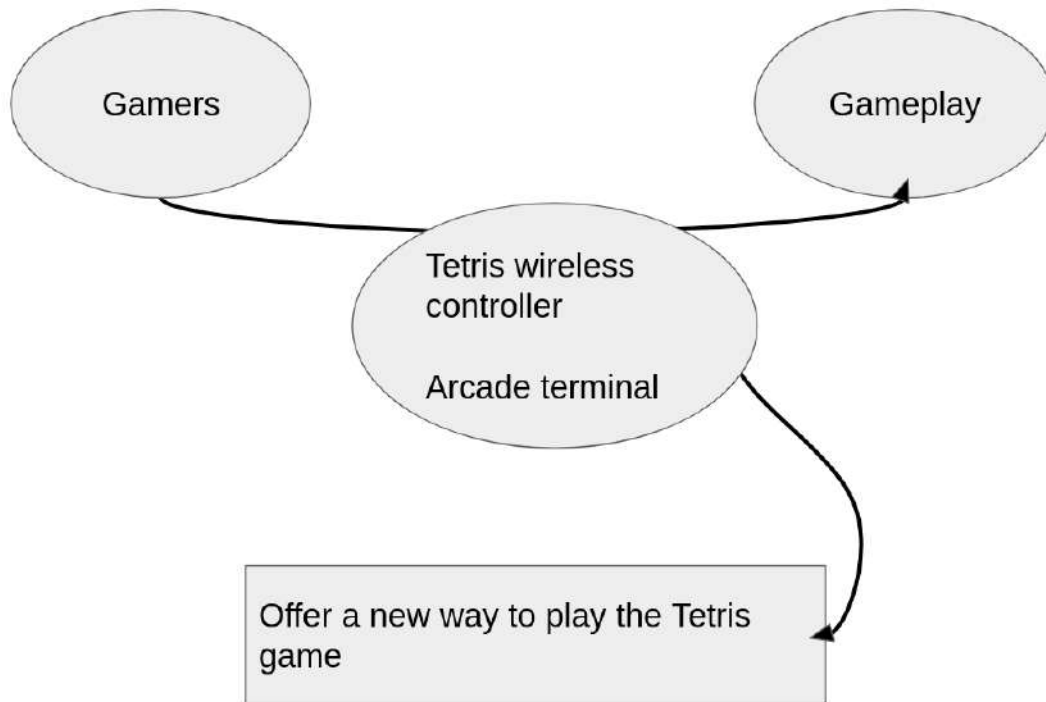 Gamers
Gameplay
Tetris wireless
controller
Arcade terminal
Offer a new way to play the Tetris
game